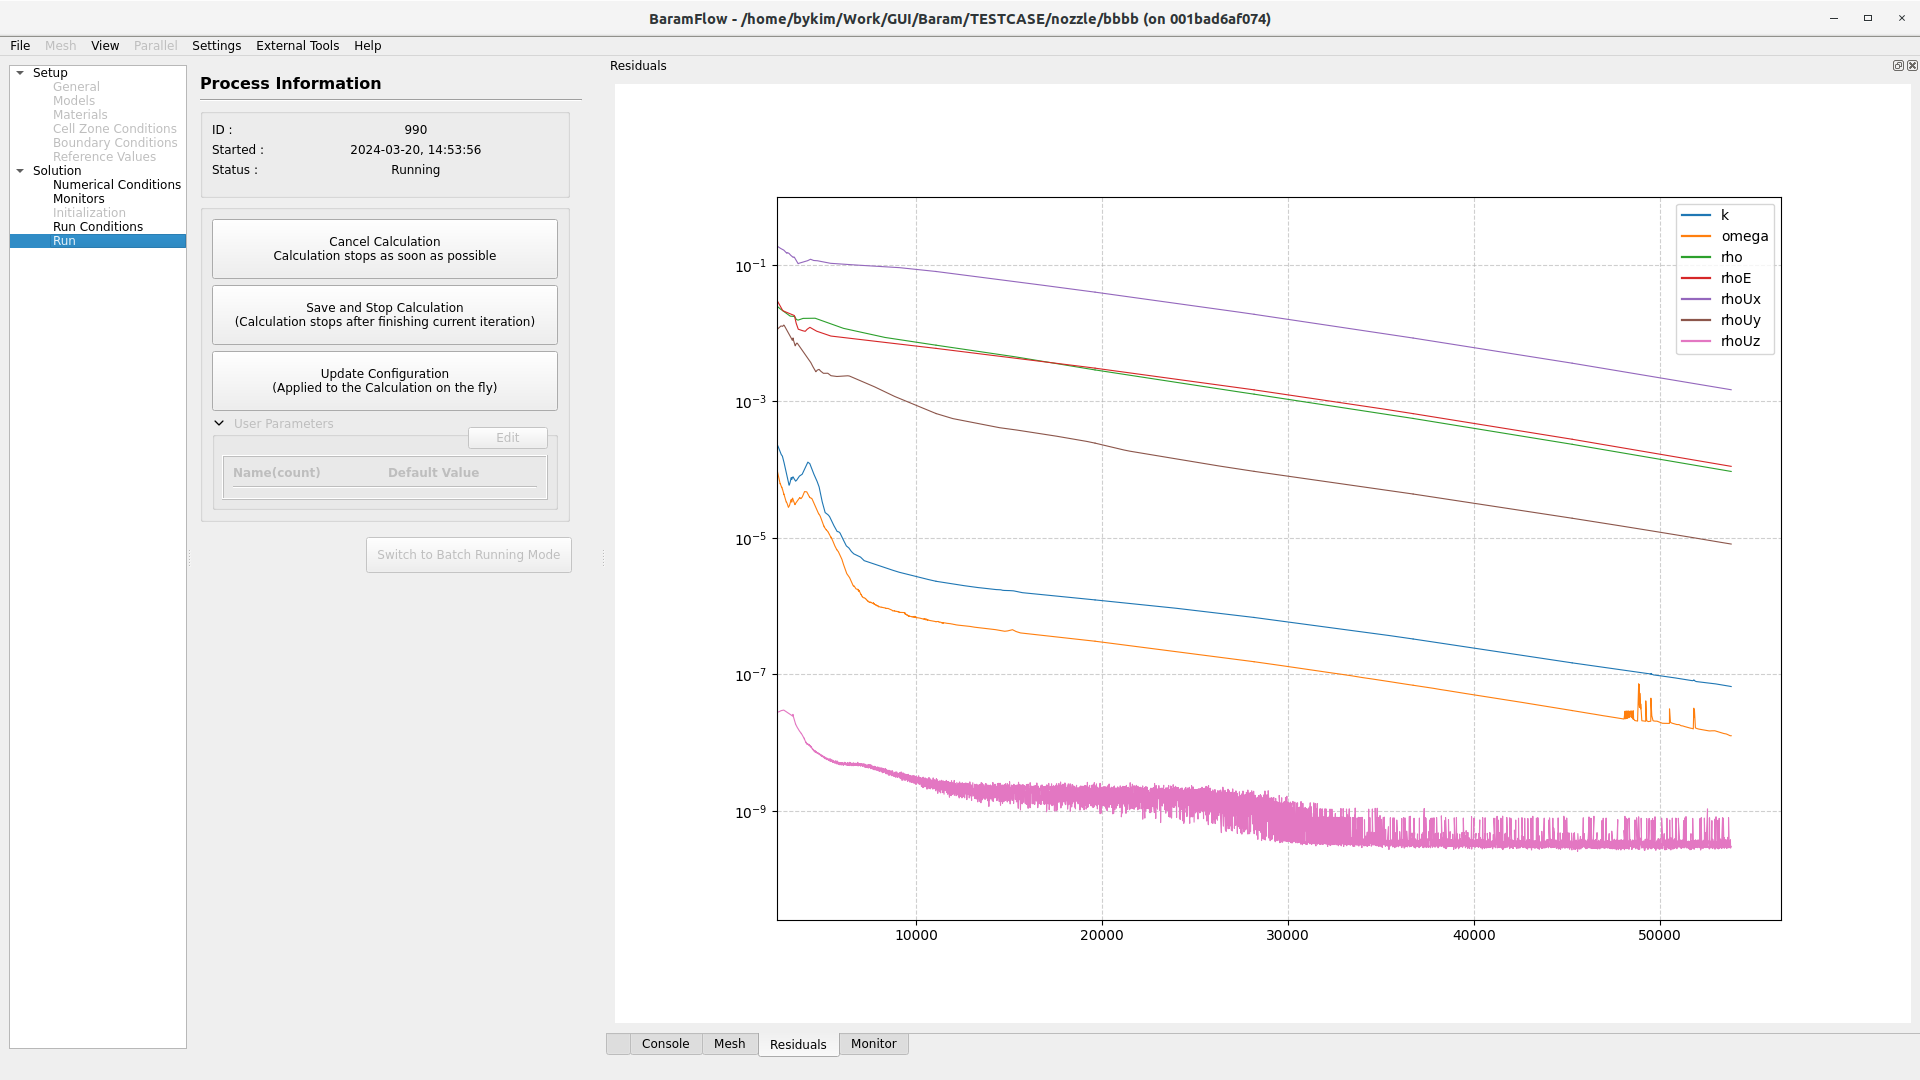 BaramFlow - /home/bykim/Work/GUI/Baram/TESTCASE/nozzle/bbbb (on 001bad6af074)
File Mesh View Parallel Settings External Tools Help
Setup
General
Models
Materials
Cell Zone Conditions
Boundary Conditions
Reference Values
Solution
Numerical Conditions
Monitors
Initialization
Run Conditions
Run
Process Information
ID : 990
Started : 2024-03-20, 14:53:56
Status : Running
Cancel Calculation
Calculation stops as soon as possible
Save and Stop Calculation
(Calculation stops after finishing current iteration)
Update Configuration
(Applied to the Calculation on the fly)
User Parameters
Edit
Name(count) Default Value
Switch to Batch Running Mode
Residuals
k
omega
rho
rhoE
rhoUx
rhoUy
rhoUz
10⁻¹
10⁻³
10⁻⁵
10⁻⁷
10⁻⁹
10000 20000 30000 40000 50000
Console Mesh Residuals Monitor